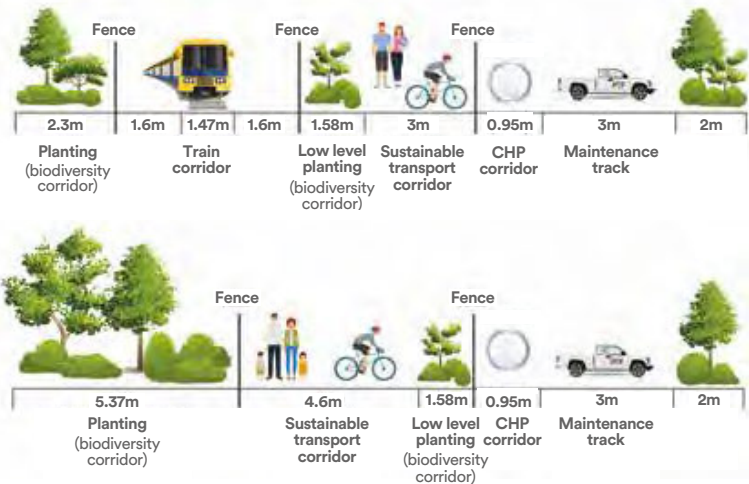 Fence Fence Fence
2.3m 1.6m 1.47m 1.6m 1.58m 3m 0.95m 3m 2m
Planting Train Low level Sustainable CHP Maintenance
(biodiversity corridor planting transport corridor track
corridor) (biodiversity corridor
corridor)
Fence Fence
5.37m 4.6m 1.58m 0.95m 3m 2m
Planting Sustainable Low level CHP Maintenance
(biodiversity transport planting corridor track
corridor) corridor (biodiversity
corridor)